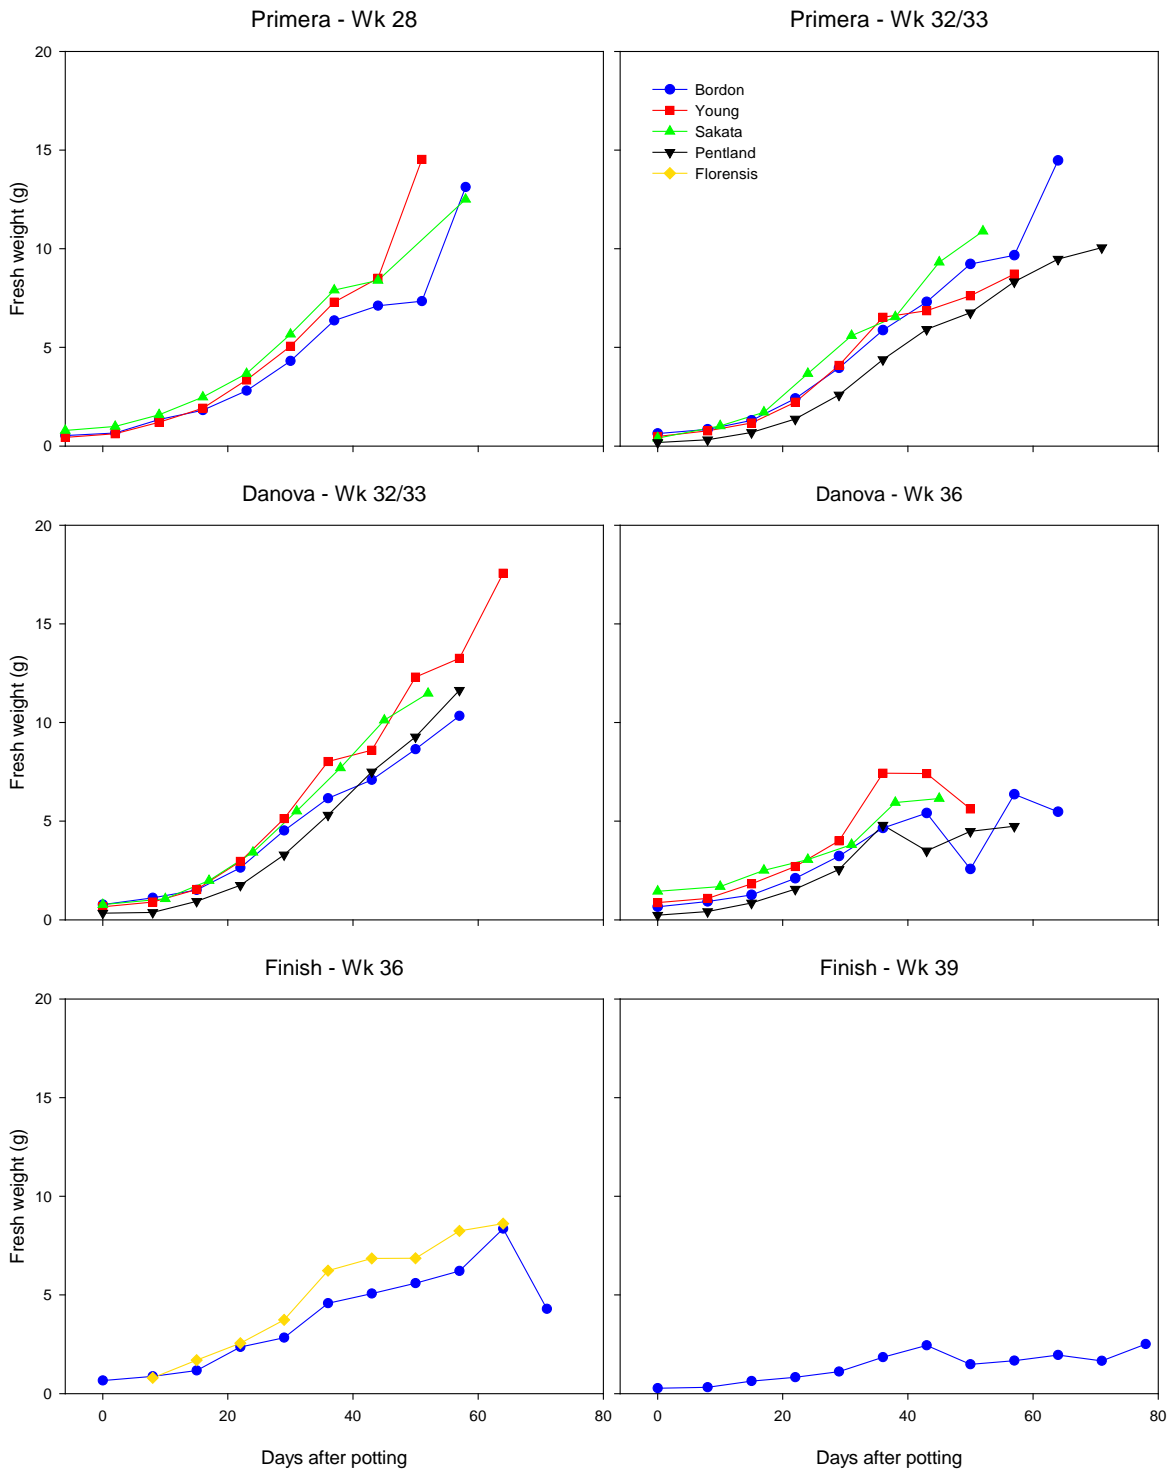 Primera - Wk 28
Primera - Wk 32/33
20
15
10
5
0
Fresh weight (g)
Bordon
Young
Sakata
Pentland
Florensis
Danova - Wk 32/33
Danova - Wk 36
20
15
10
5
0
Fresh weight (g)
Finish - Wk 36
Finish - Wk 39
20
15
10
5
0
Fresh weight (g)
0 20 40 60 80
0 20 40 60 80
Days after potting
Days after potting